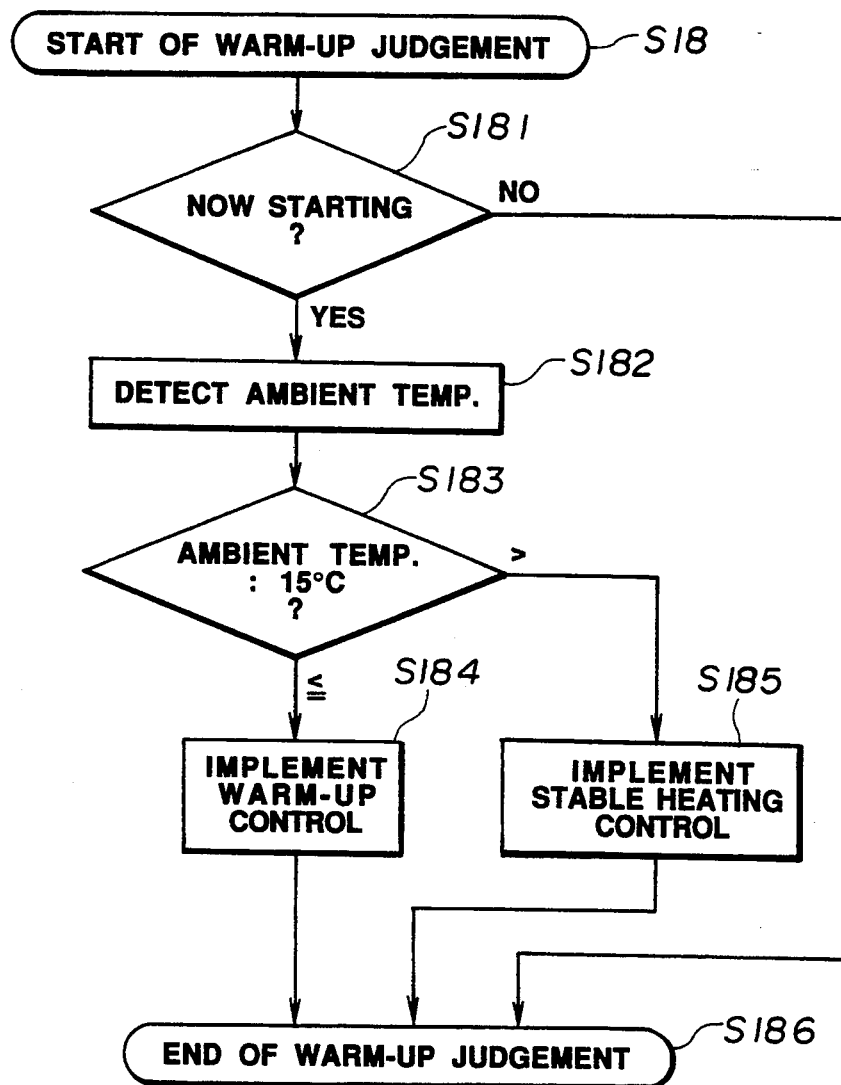 START OF WARM-UP JUDGEMENT
S18
S181
NOW STARTING
?
NO
YES
S182
DETECT AMBIENT TEMP.
S183
AMBIENT TEMP.
: 15°C
?
>
≦
S184
S185
IMPLEMENT
WARM-UP
CONTROL
IMPLEMENT
STABLE HEATING
CONTROL
S186
END OF WARM-UP JUDGEMENT